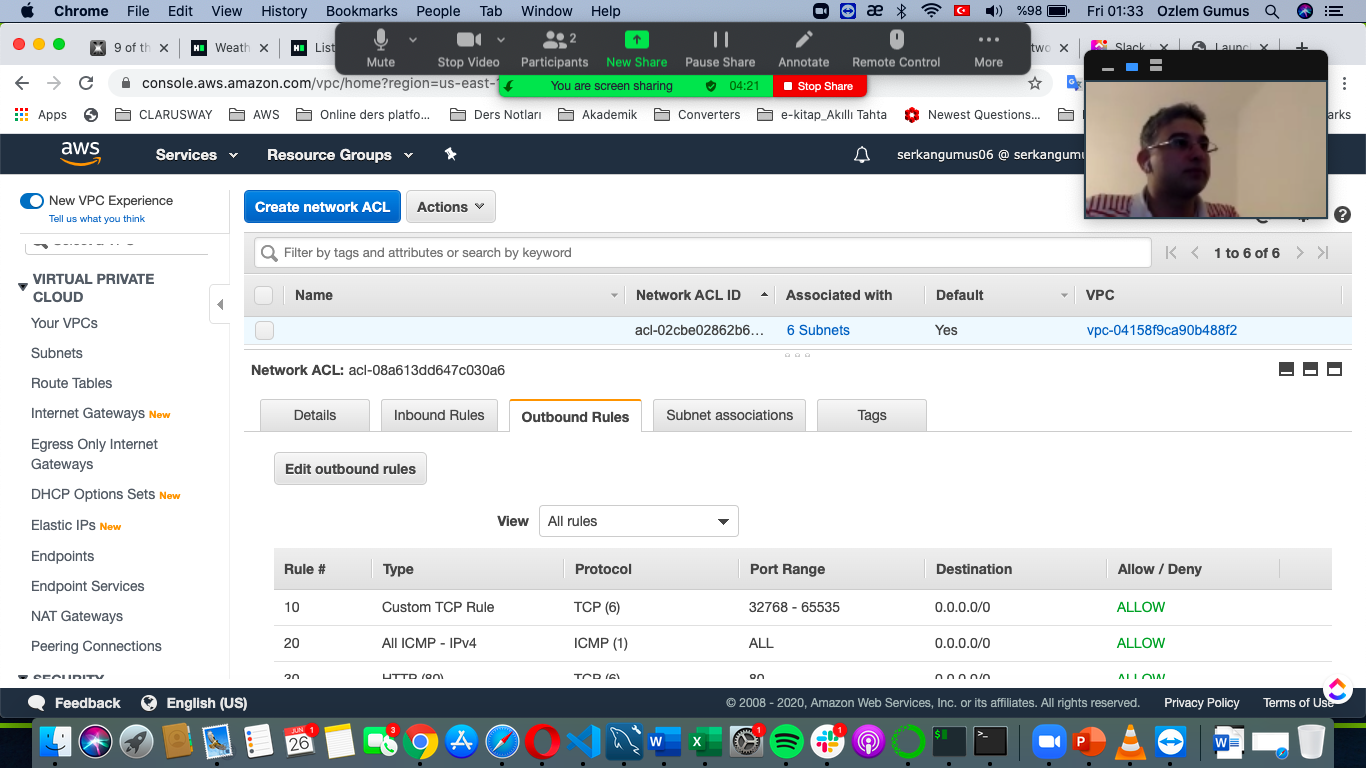 Chrome File Edit View History Bookmarks People Tab Window Help %98 Fri 01:33 Ozlem Gumus
9 of th Weath List Slack Launc
Mute Stop Video Participants 2 New Share Pause Share Annotate Remote Control More
console.aws.amazon.com/vpc/home?region=us-east-
You are screen sharing 04:21 Stop Share
Apps CLARUSWAY AWS Online ders platfo... Ders Notları Akademik Converters e-kitap_Akıllı Tahta Newest Questions...
aws Services Resource Groups serkangumus06 @ serkangumu
New VPC Experience
Tell us what you think
Create network ACL Actions
Filter by tags and attributes or search by keyword 1 to 6 of 6
VIRTUAL PRIVATE
CLOUD
Your VPCs
Subnets
Route Tables
Internet Gateways New
Egress Only Internet
Gateways
DHCP Options Sets New
Elastic IPs New
Endpoints
Endpoint Services
NAT Gateways
Peering Connections
SECURITY
Name Network ACL ID Associated with Default VPC
acl-02cbe02862b6... 6 Subnets Yes vpc-04158f9ca90b488f2
Network ACL: acl-08a613dd647c030a6
Details Inbound Rules Outbound Rules Subnet associations Tags
Edit outbound rules
View All rules
Rule # Type Protocol Port Range Destination Allow / Deny
10 Custom TCP Rule TCP (6) 32768 - 65535 0.0.0.0/0 ALLOW
20 All ICMP - IPv4 ICMP (1) ALL 0.0.0.0/0 ALLOW
30 HTTP (80) TCP (6) 80 0.0.0.0/0 ALLOW
Feedback English (US) © 2008 - 2020, Amazon Web Services, Inc. or its affiliates. All rights reserved. Privacy Policy Terms of Use
JUN
26
1
3
1
1